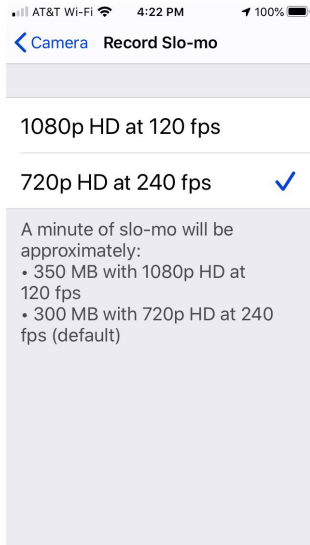 AT&T Wi-Fi 4:22 PM 100%
Camera Record Slo-mo
1080p HD at 120 fps
720p HD at 240 fps
A minute of slo-mo will be
approximately:
• 350 MB with 1080p HD at
120 fps
• 300 MB with 720p HD at 240
fps (default)